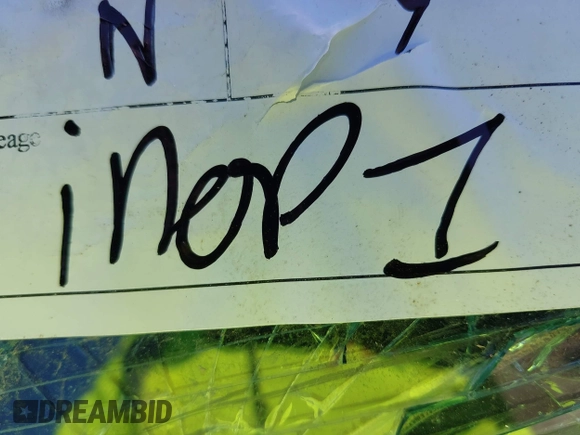 N
eage
inop 1
DREAMBID